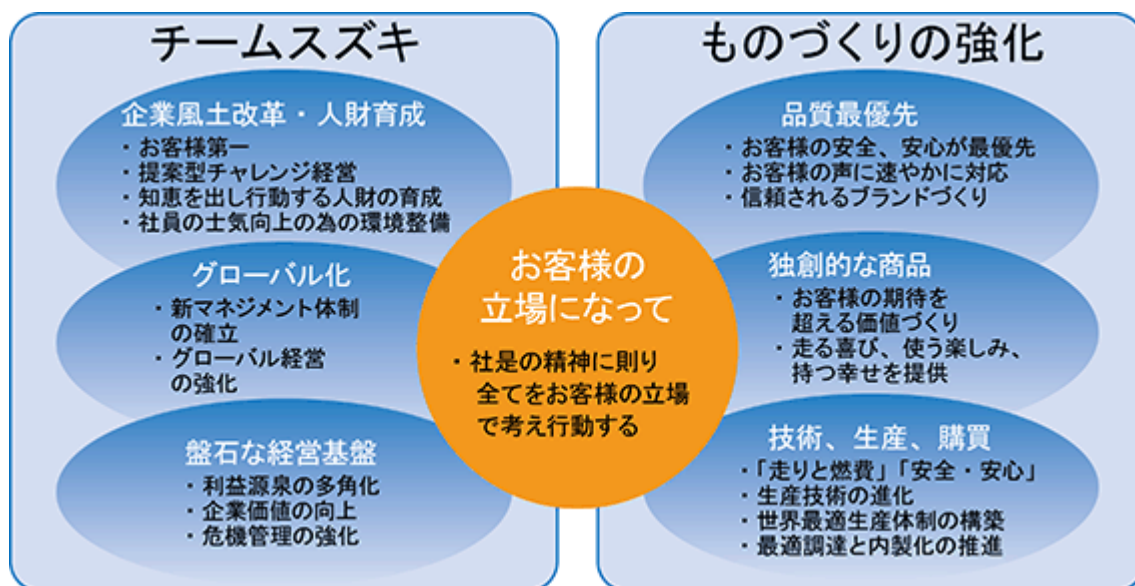 チームスズキ
企業風土改革・人財育成
・お客様第一
・提案型チャレンジ経営
・知恵を出し行動する人財の育成
・社員の士気向上の為の環境整備
グローバル化
・新マネジメント体制
の確立
・グローバル経営
の強化
盤石な経営基盤
・利益源泉の多角化
・企業価値の向上
・危機管理の強化
お客様の
立場になって
・社是の精神に則り
全てをお客様の立場
で考え行動する
ものづくりの強化
品質最優先
・お客様の安全、安心が最優先
・お客様の声に速やかに対応
・信頼されるブランドづくり
独創的な商品
・お客様の期待を
超える価値づくり
・走る喜び、使う楽しみ、
持つ幸せを提供
技術、生産、購買
・「走りと燃費」「安全・安心」
・生産技術の進化
・世界最適生産体制の構築
・最適調達と内製化の推進